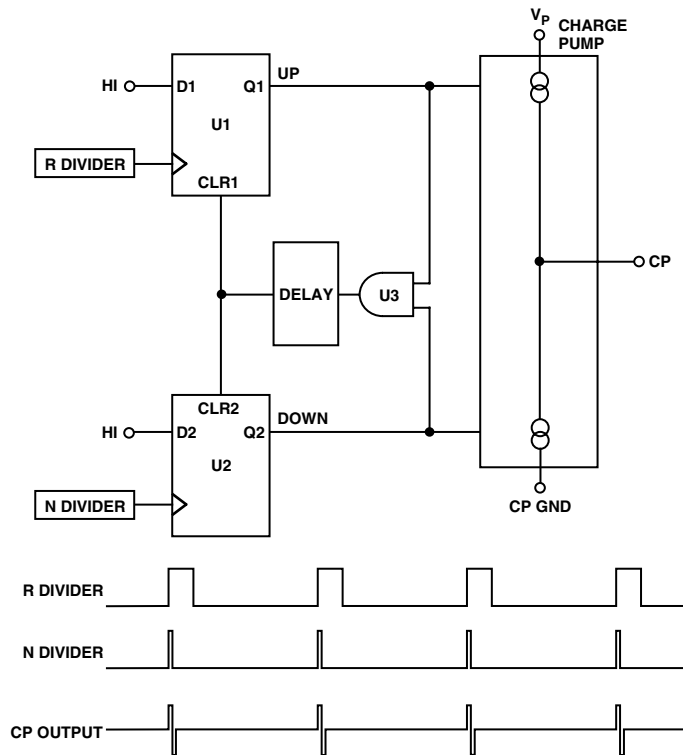 VP
CHARGE
PUMP
HI
D1
Q1
UP
U1
R DIVIDER
CLR1
DELAY
U3
CP
CLR2
HI
D2
Q2
DOWN
U2
N DIVIDER
CP GND
R DIVIDER
N DIVIDER
CP OUTPUT